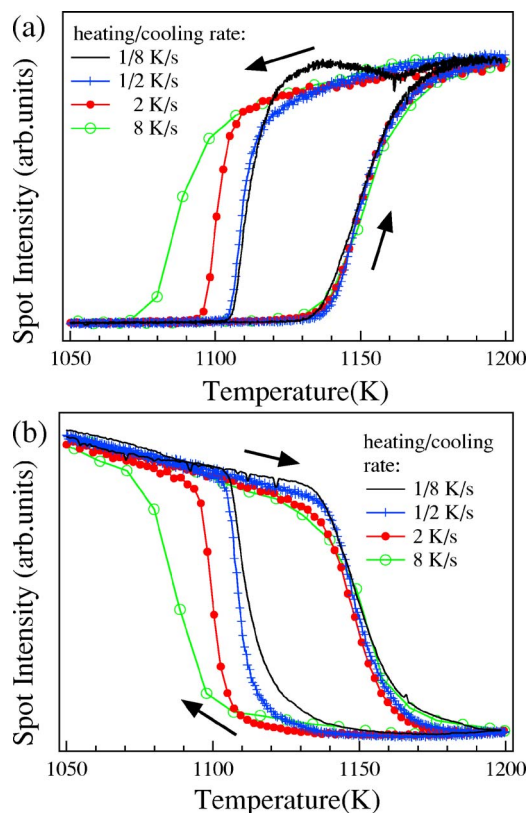 (a)
heating/cooling rate:
1/8 K/s
1/2 K/s
2 K/s
8 K/s
Spot Intensity (arb.units)
1050
1100
1150
1200
Temperature(K)
(b)
heating/cooling
rate:
1/8 K/s
1/2 K/s
2 K/s
8 K/s
Spot Intensity (arb.units)
1050
1100
1150
1200
Temperature(K)